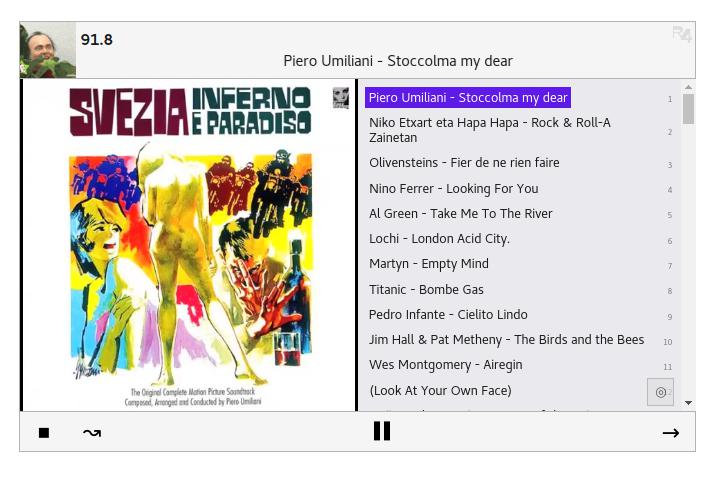 91.8
R4
Piero Umiliani - Stoccolma my dear
SVEZIA INFERNO
E PARADISO
The Original Complete Motion Picture Soundtrack
Composed, Arranged and Conducted by Piero Umiliani
Piero Umiliani - Stoccolma my dear 1
Niko Etxart eta Hapa Hapa - Rock & Roll-A
Zainetan 2
Olivensteins - Fier de ne rien faire 3
Nino Ferrer - Looking For You 4
Al Green - Take Me To The River 5
Lochi - London Acid City. 6
Martyn - Empty Mind 7
Titanic - Bombe Gas 8
Pedro Infante - Cielito Lindo 9
Jim Hall & Pat Metheny - The Birds and the Bees 10
Wes Montgomery - Airegin 11
(Look At Your Own Face)